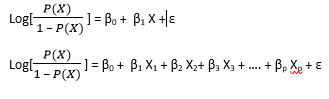 Log[P(X)/1 − P(X)] = β₀ + β₁ X + ε
Log[P(X)/1 − P(X)] = β₀ + β₁ X₁ + β₂ X₂+ β₃ X₃ + .... + βₚ Xₚ + ε